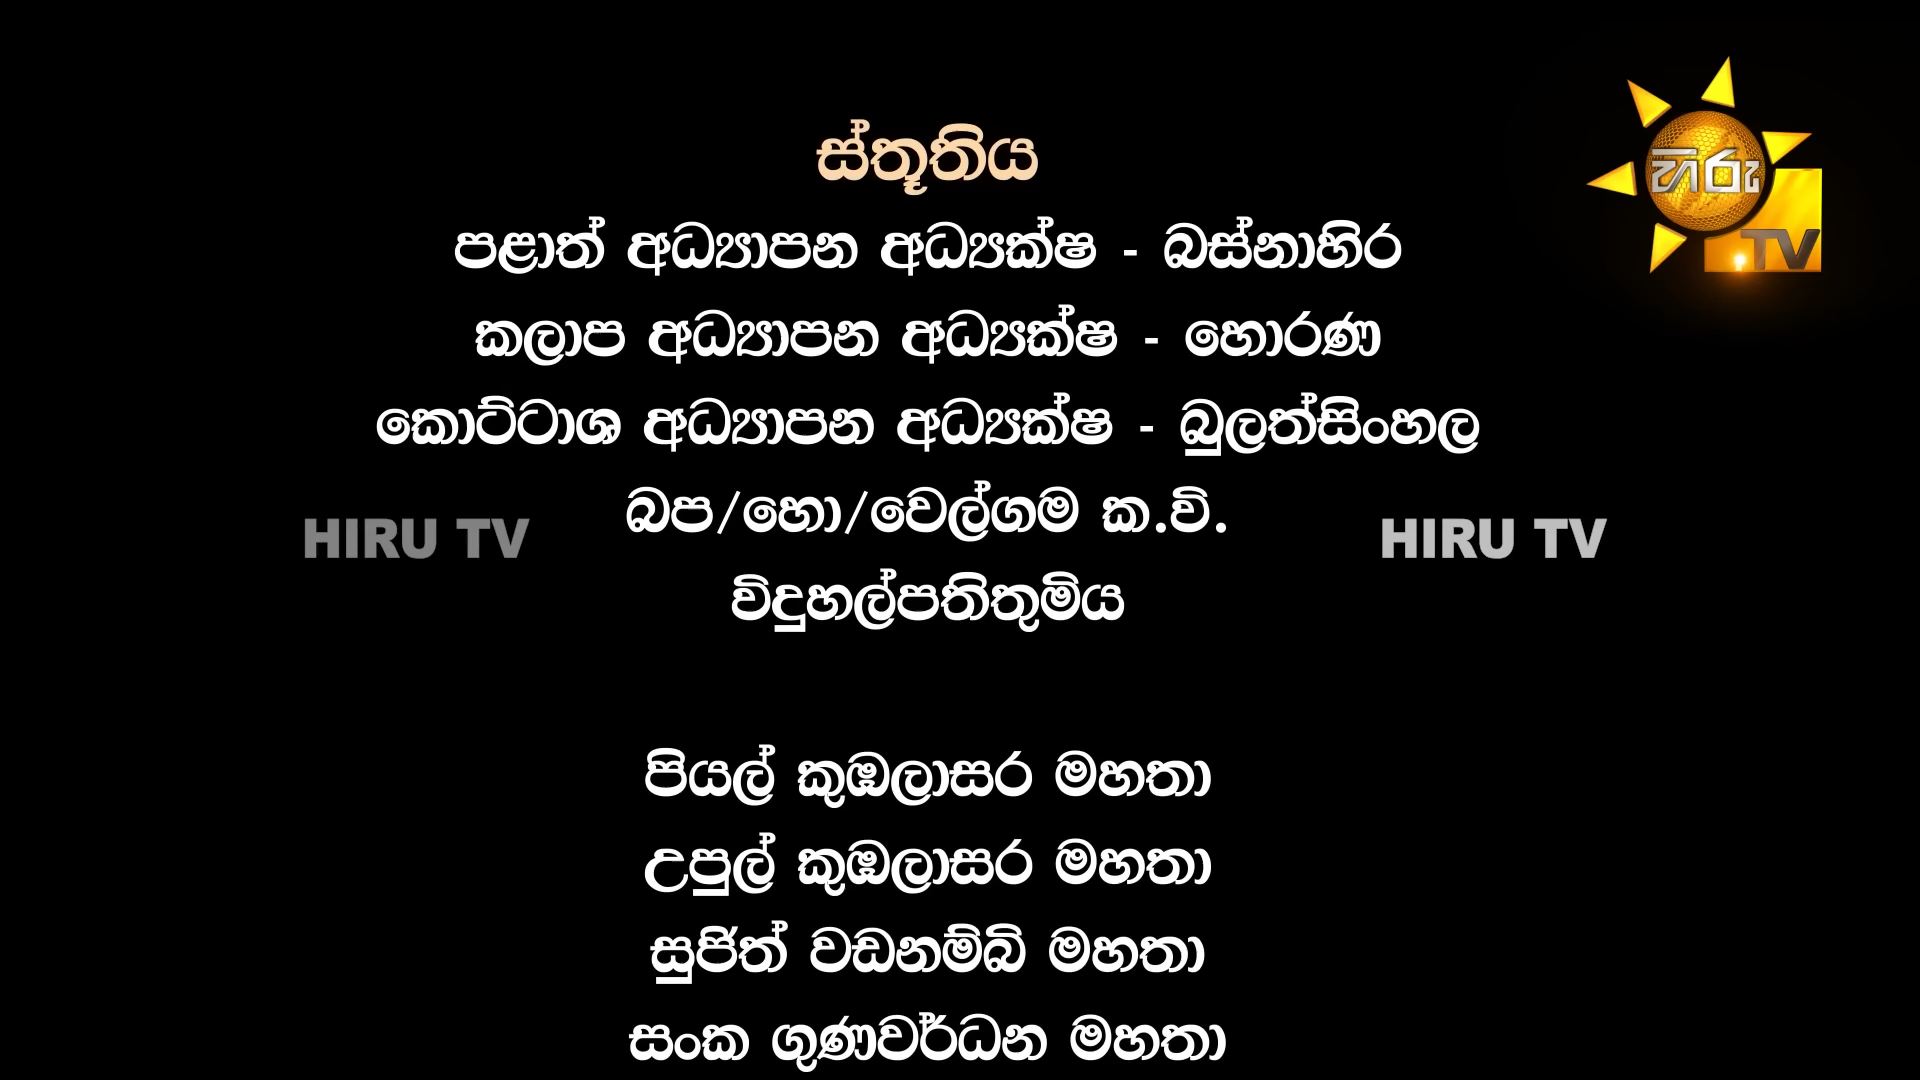 ස්තූතිය
පළාත් අධ්‍යාපන අධ්‍යක්ෂ - බස්නාහිර
කලාප අධ්‍යාපන අධ්‍යක්ෂ - හොරණ
කොට්ටාශ අධ්‍යාපන අධ්‍යක්ෂ - බුලත්සිංහල
බප/හො/වෙල්ගම ක.වි.
විදුහල්පතිතුමිය
පියල් කුඹලාසර මහතා
උපුල් කුඹලාසර මහතා
සුජිත් වඩනම්බි මහතා
සංක ගුණවර්ධන මහතා
හිරු
TV
HIRU TV
HIRU TV